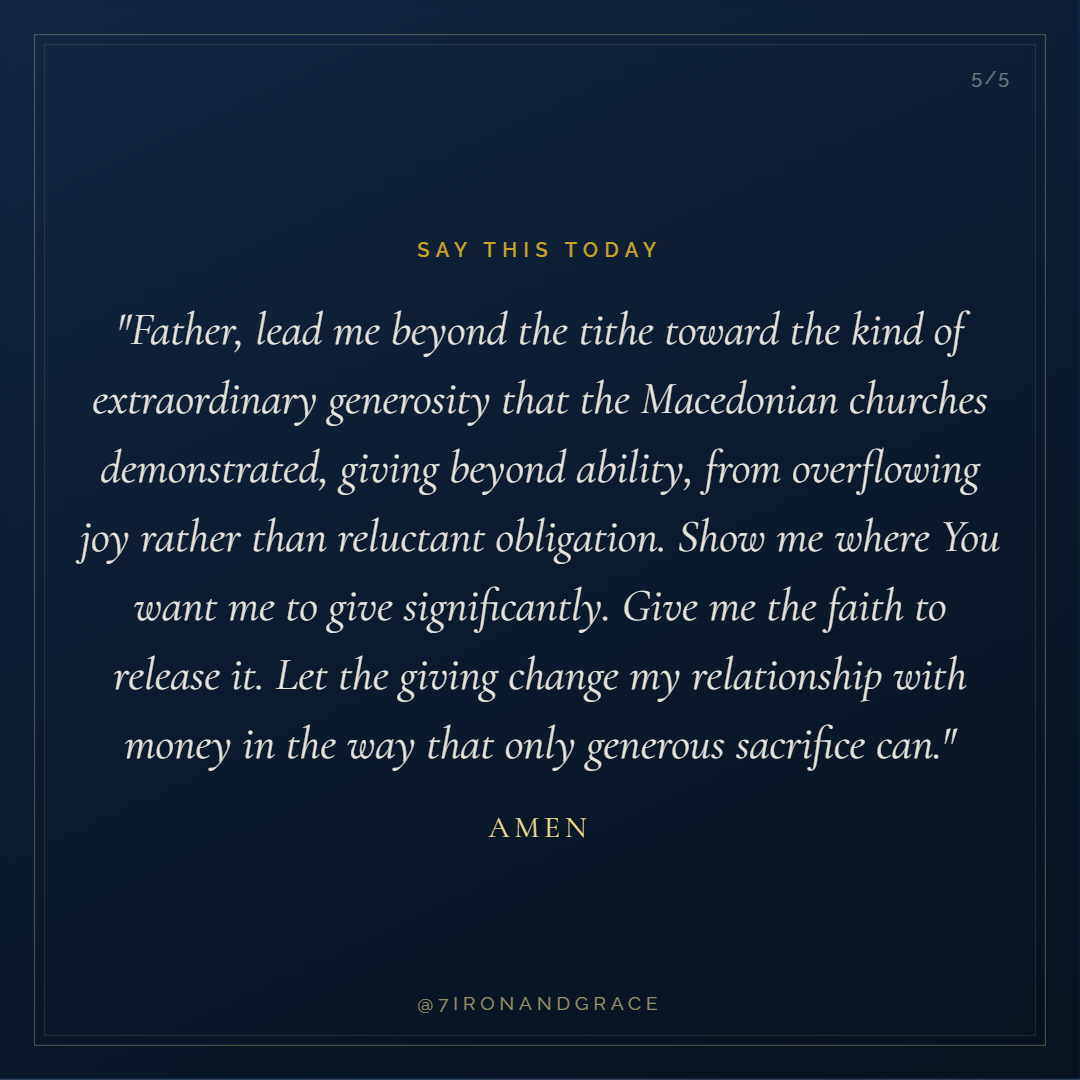 5/5
SAY THIS TODAY
"Father, lead me beyond the tithe toward the kind of
extraordinary generosity that the Macedonian churches
demonstrated, giving beyond ability, from overflowing
joy rather than reluctant obligation. Show me where You
want me to give significantly. Give me the faith to
release it. Let the giving change my relationship with
money in the way that only generous sacrifice can."
AMEN
@7IRONANDGRACE